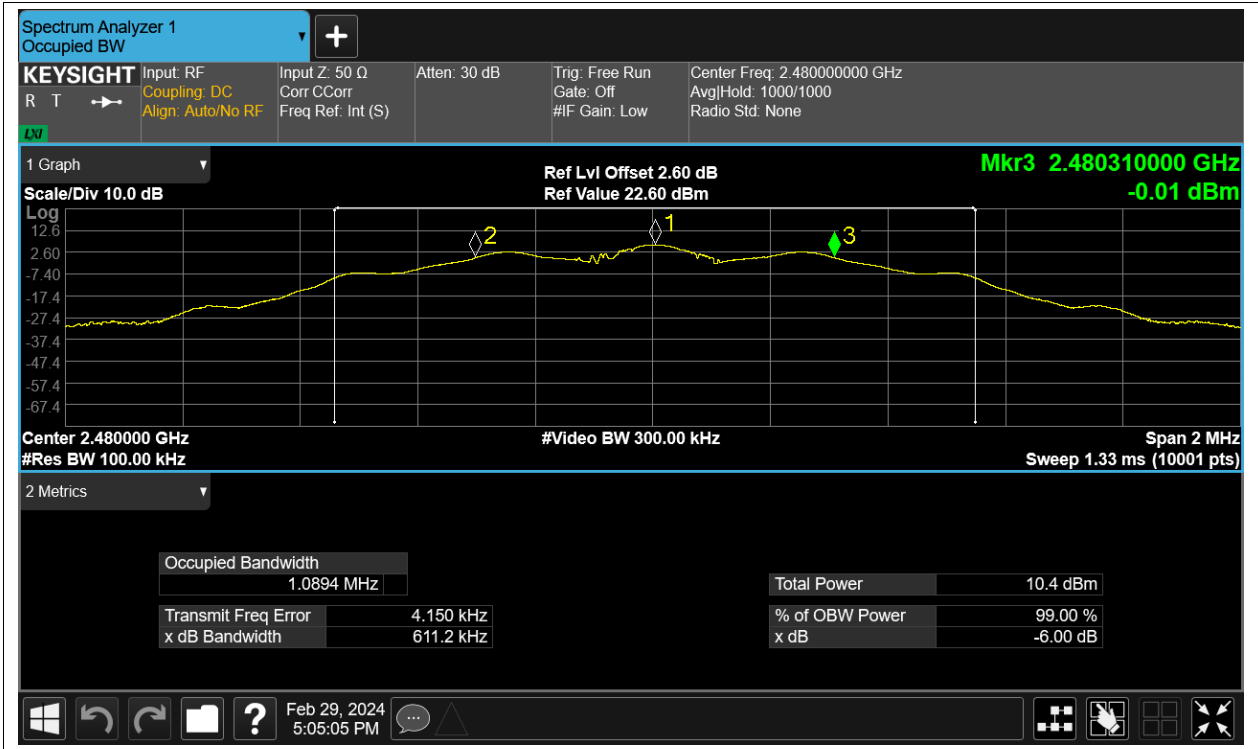 Spectrum Analyzer 1
Occupied BW
▼
+
KEYSIGHT Input: RF Input Z: 50 Ω Atten: 30 dB Trig: Free Run Center Freq: 2.480000000 GHz
R T Coupling: DC Corr CCorr Gate: Off Avg|Hold: 1000/1000
Align: Auto/No RF Freq Ref: Int (S) #IF Gain: Low Radio Std: None
LXI
1 Graph ▼ Ref Lvl Offset 2.60 dB Mkr3 2.480310000 GHz
Scale/Div 10.0 dB Ref Value 22.60 dBm -0.01 dBm
Log
12.6
2.60
-7.40
-17.4
-27.4
-37.4
-47.4
-57.4
-67.4
2 1 3
Center 2.480000 GHz #Video BW 300.00 kHz Span 2 MHz
#Res BW 100.00 kHz Sweep 1.33 ms (10001 pts)
2 Metrics ▼
Occupied Bandwidth
1.0894 MHz Total Power 10.4 dBm
Transmit Freq Error 4.150 kHz % of OBW Power 99.00 %
x dB Bandwidth 611.2 kHz x dB -6.00 dB
? Feb 29, 2024
5:05:05 PM